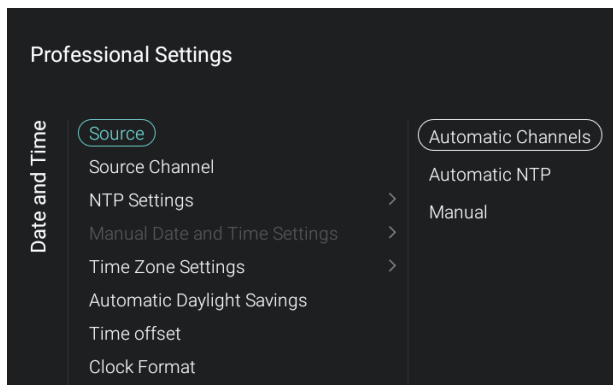 Professional Settings
Date and Time
Source
Source Channel
NTP Settings
Manual Date and Time Settings
Time Zone Settings
Automatic Daylight Savings
Time offset
Clock Format
Automatic Channels
Automatic NTP
Manual